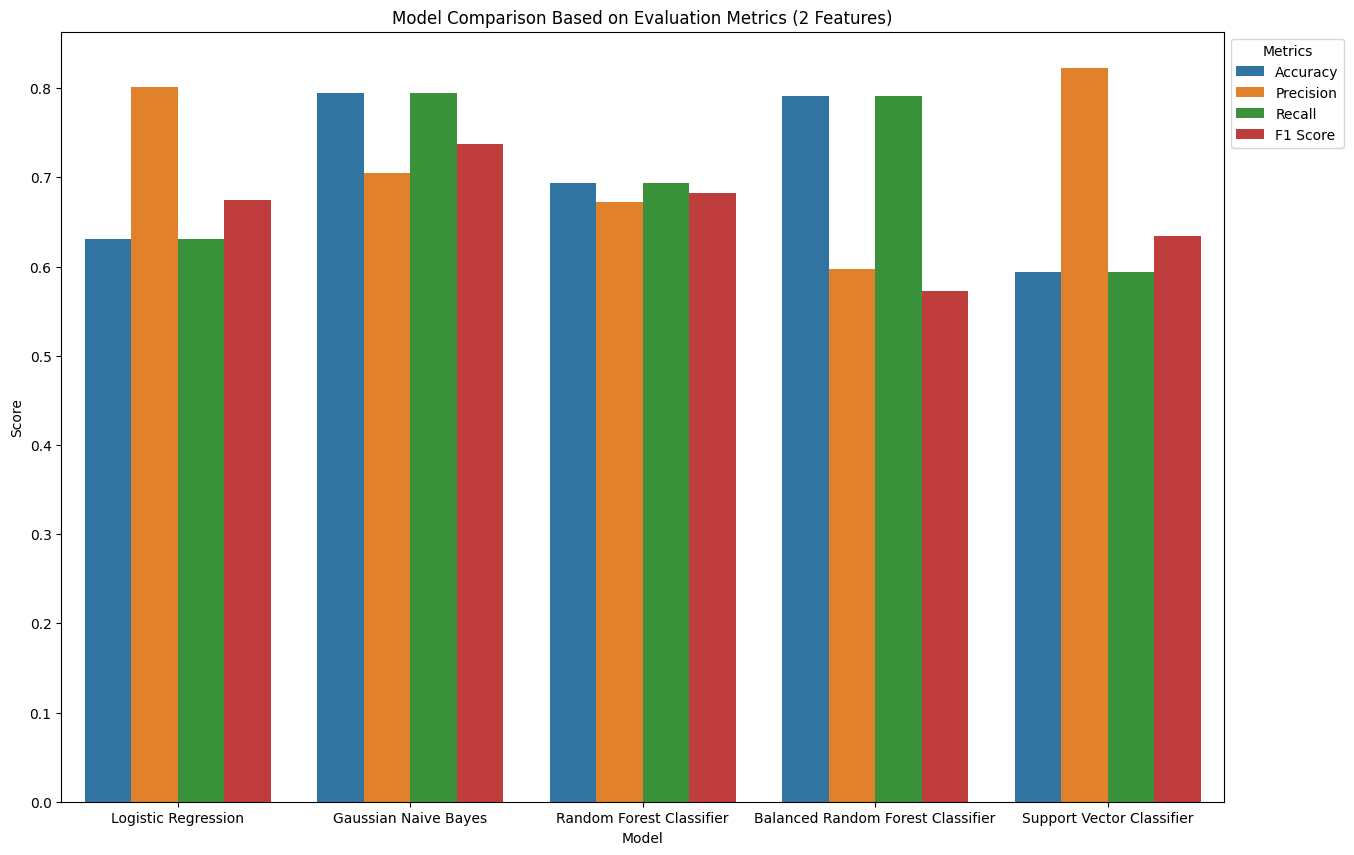 Model Comparison Based on Evaluation Metrics (2 Features)
Metrics
Accuracy
Precision
Recall
F1 Score
Score
0.8
0.7
0.6
0.5
0.4
0.3
0.2
0.1
0.0
Logistic Regression
Gaussian Naive Bayes
Random Forest Classifier
Balanced Random Forest Classifier
Support Vector Classifier
Model